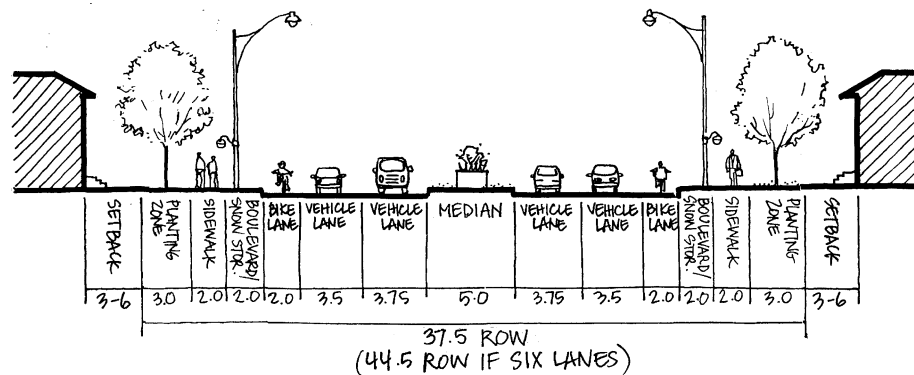 SETBACK
PLANTING
ZONE
SIDEWALK
BOULEVARD/
SNOW STOR.
BIKE
LANE
VEHICLE
LANE
VEHICLE
LANE
MEDIAN
VEHICLE
LANE
VEHICLE
LANE
BIKE
LANE
BOULEVARD/
SNOW STOR.
SIDEWALK
PLANTING
ZONE
SETBACK
3-6 3.0 2.0 2.0 2.0 3.5 3.75 5.0 3.75 3.5 2.0 2.0 2.0 3.0 3-6
37.5 ROW
(44.5 ROW IF SIX LANES)